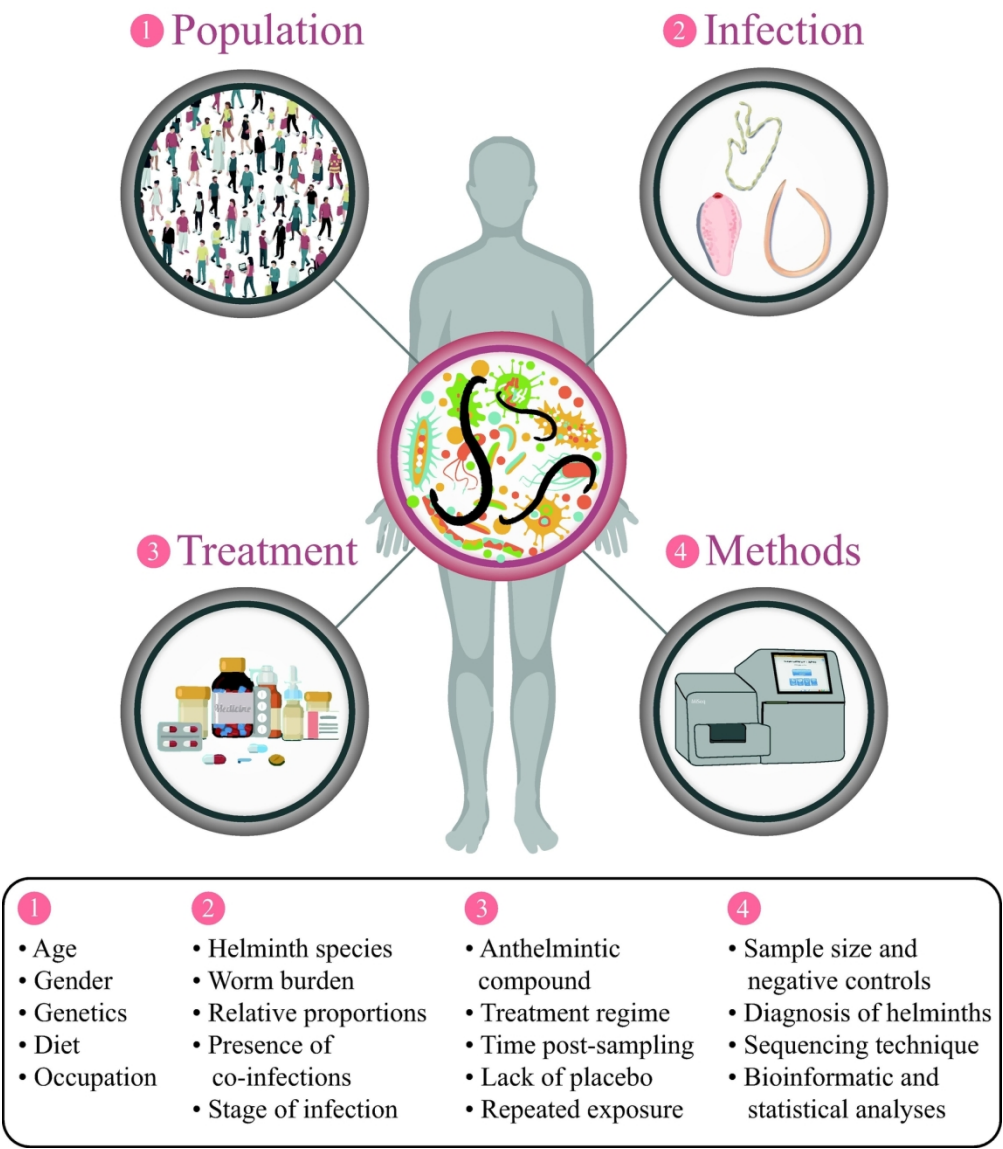 1 Population
2 Infection
3 Treatment
4 Methods
Medicine
1
• Age
• Gender
• Genetics
• Diet
• Occupation
2
• Helminth species
• Worm burden
• Relative proportions
• Presence of
co-infections
• Stage of infection
3
• Anthelmintic
compound
• Treatment regime
• Time post-sampling
• Lack of placebo
• Repeated exposure
4
• Sample size and
negative controls
• Diagnosis of helminths
• Sequencing technique
• Bioinformatic and
statistical analyses